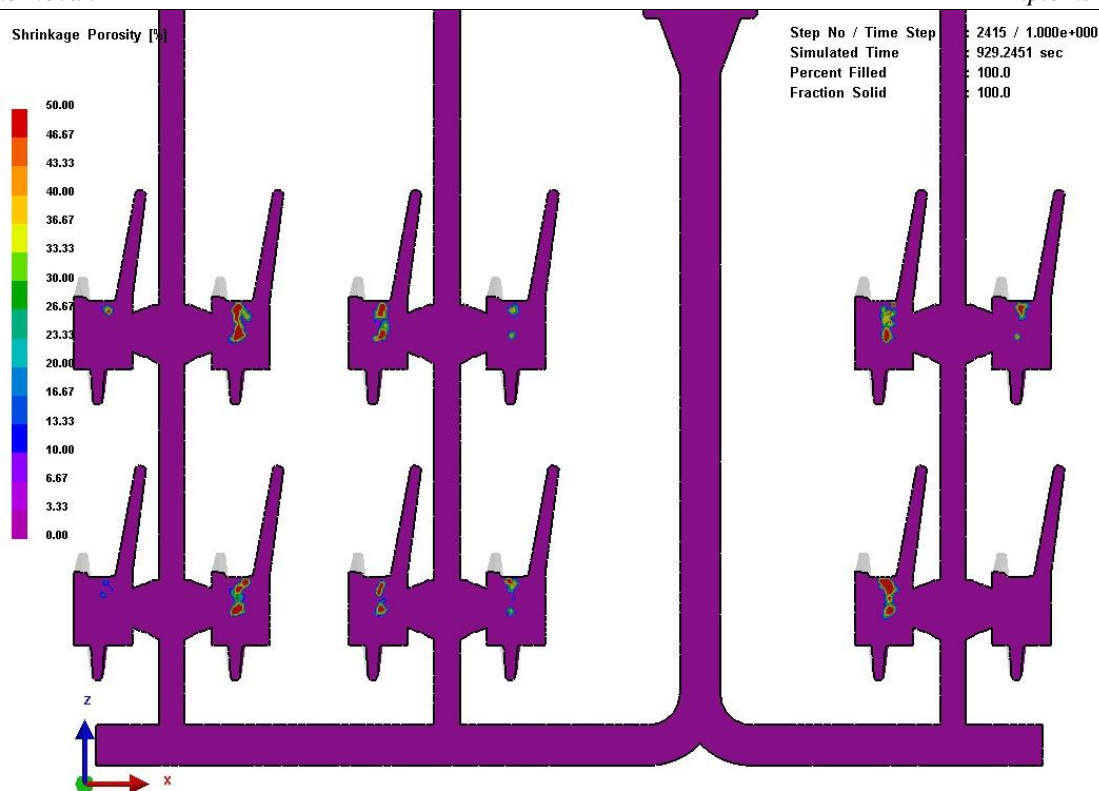 Shrinkage Porosity [%]
Step No / Time Step : 2415 / 1.000e+000
Simulated Time : 929.2451 sec
Percent Filled : 100.0
Fraction Solid : 100.0
50.00
46.67
43.33
40.00
36.67
33.33
30.00
26.67
23.33
20.00
16.67
13.33
10.00
6.67
3.33
0.00
Z
X